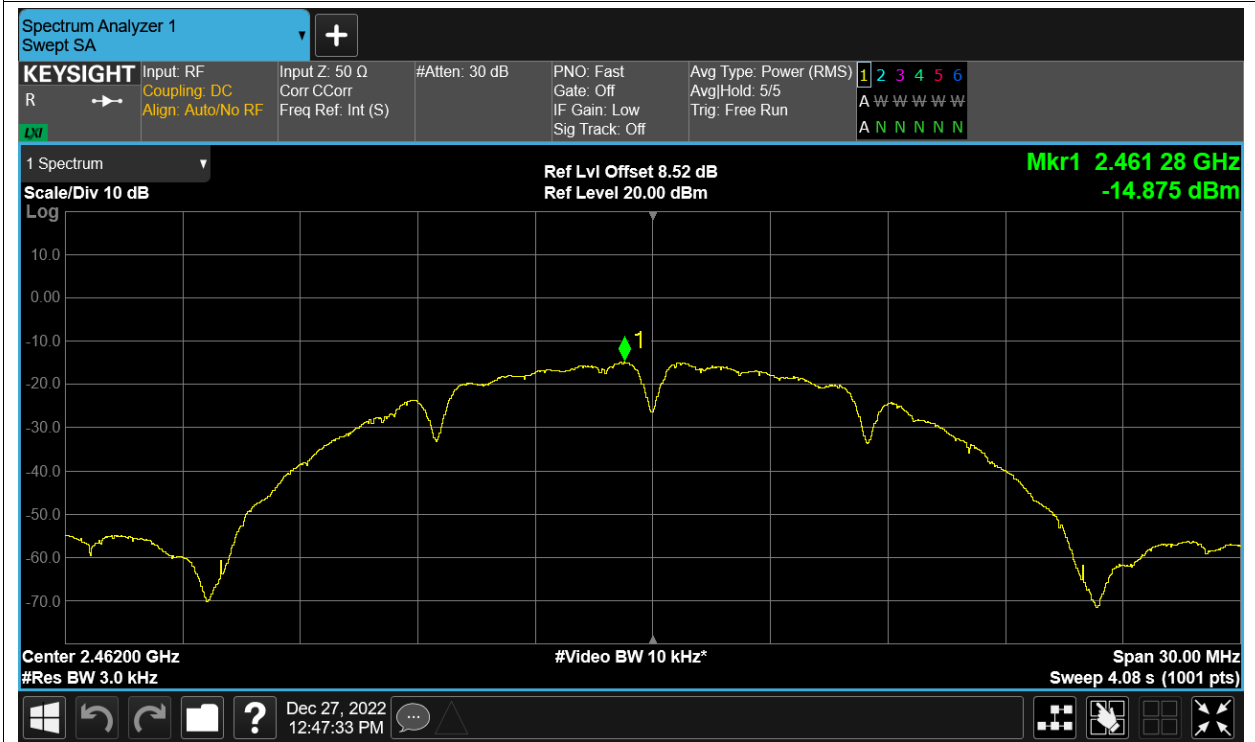 Spectrum Analyzer 1
Swept SA
+
KEYSIGHT
R
LXI
Input: RF
Coupling: DC
Align: Auto/No RF
Input Z: 50 Ω
Corr CCorr
Freq Ref: Int (S)
#Atten: 30 dB
PNO: Fast
Gate: Off
IF Gain: Low
Sig Track: Off
Avg Type: Power (RMS)
Avg|Hold: 5/5
Trig: Free Run
1 2 3 4 5 6
A W W W W W
A N N N N N
1 Spectrum
Scale/Div 10 dB
Log
Ref Lvl Offset 8.52 dB
Ref Level 20.00 dBm
Mkr1 2.461 28 GHz
-14.875 dBm
10.0
0.00
-10.0
-20.0
-30.0
-40.0
-50.0
-60.0
-70.0
1
Center 2.46200 GHz
#Res BW 3.0 kHz
#Video BW 10 kHz*
Span 30.00 MHz
Sweep 4.08 s (1001 pts)
?
Dec 27, 2022
12:47:33 PM